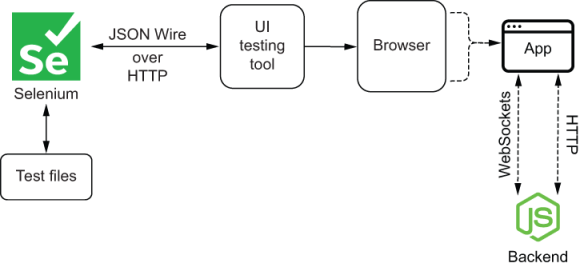 Se
Selenium
JSON Wire
over
HTTP
UI
testing
tool
Browser
App
Test files
WebSockets
HTTP
JS
Backend